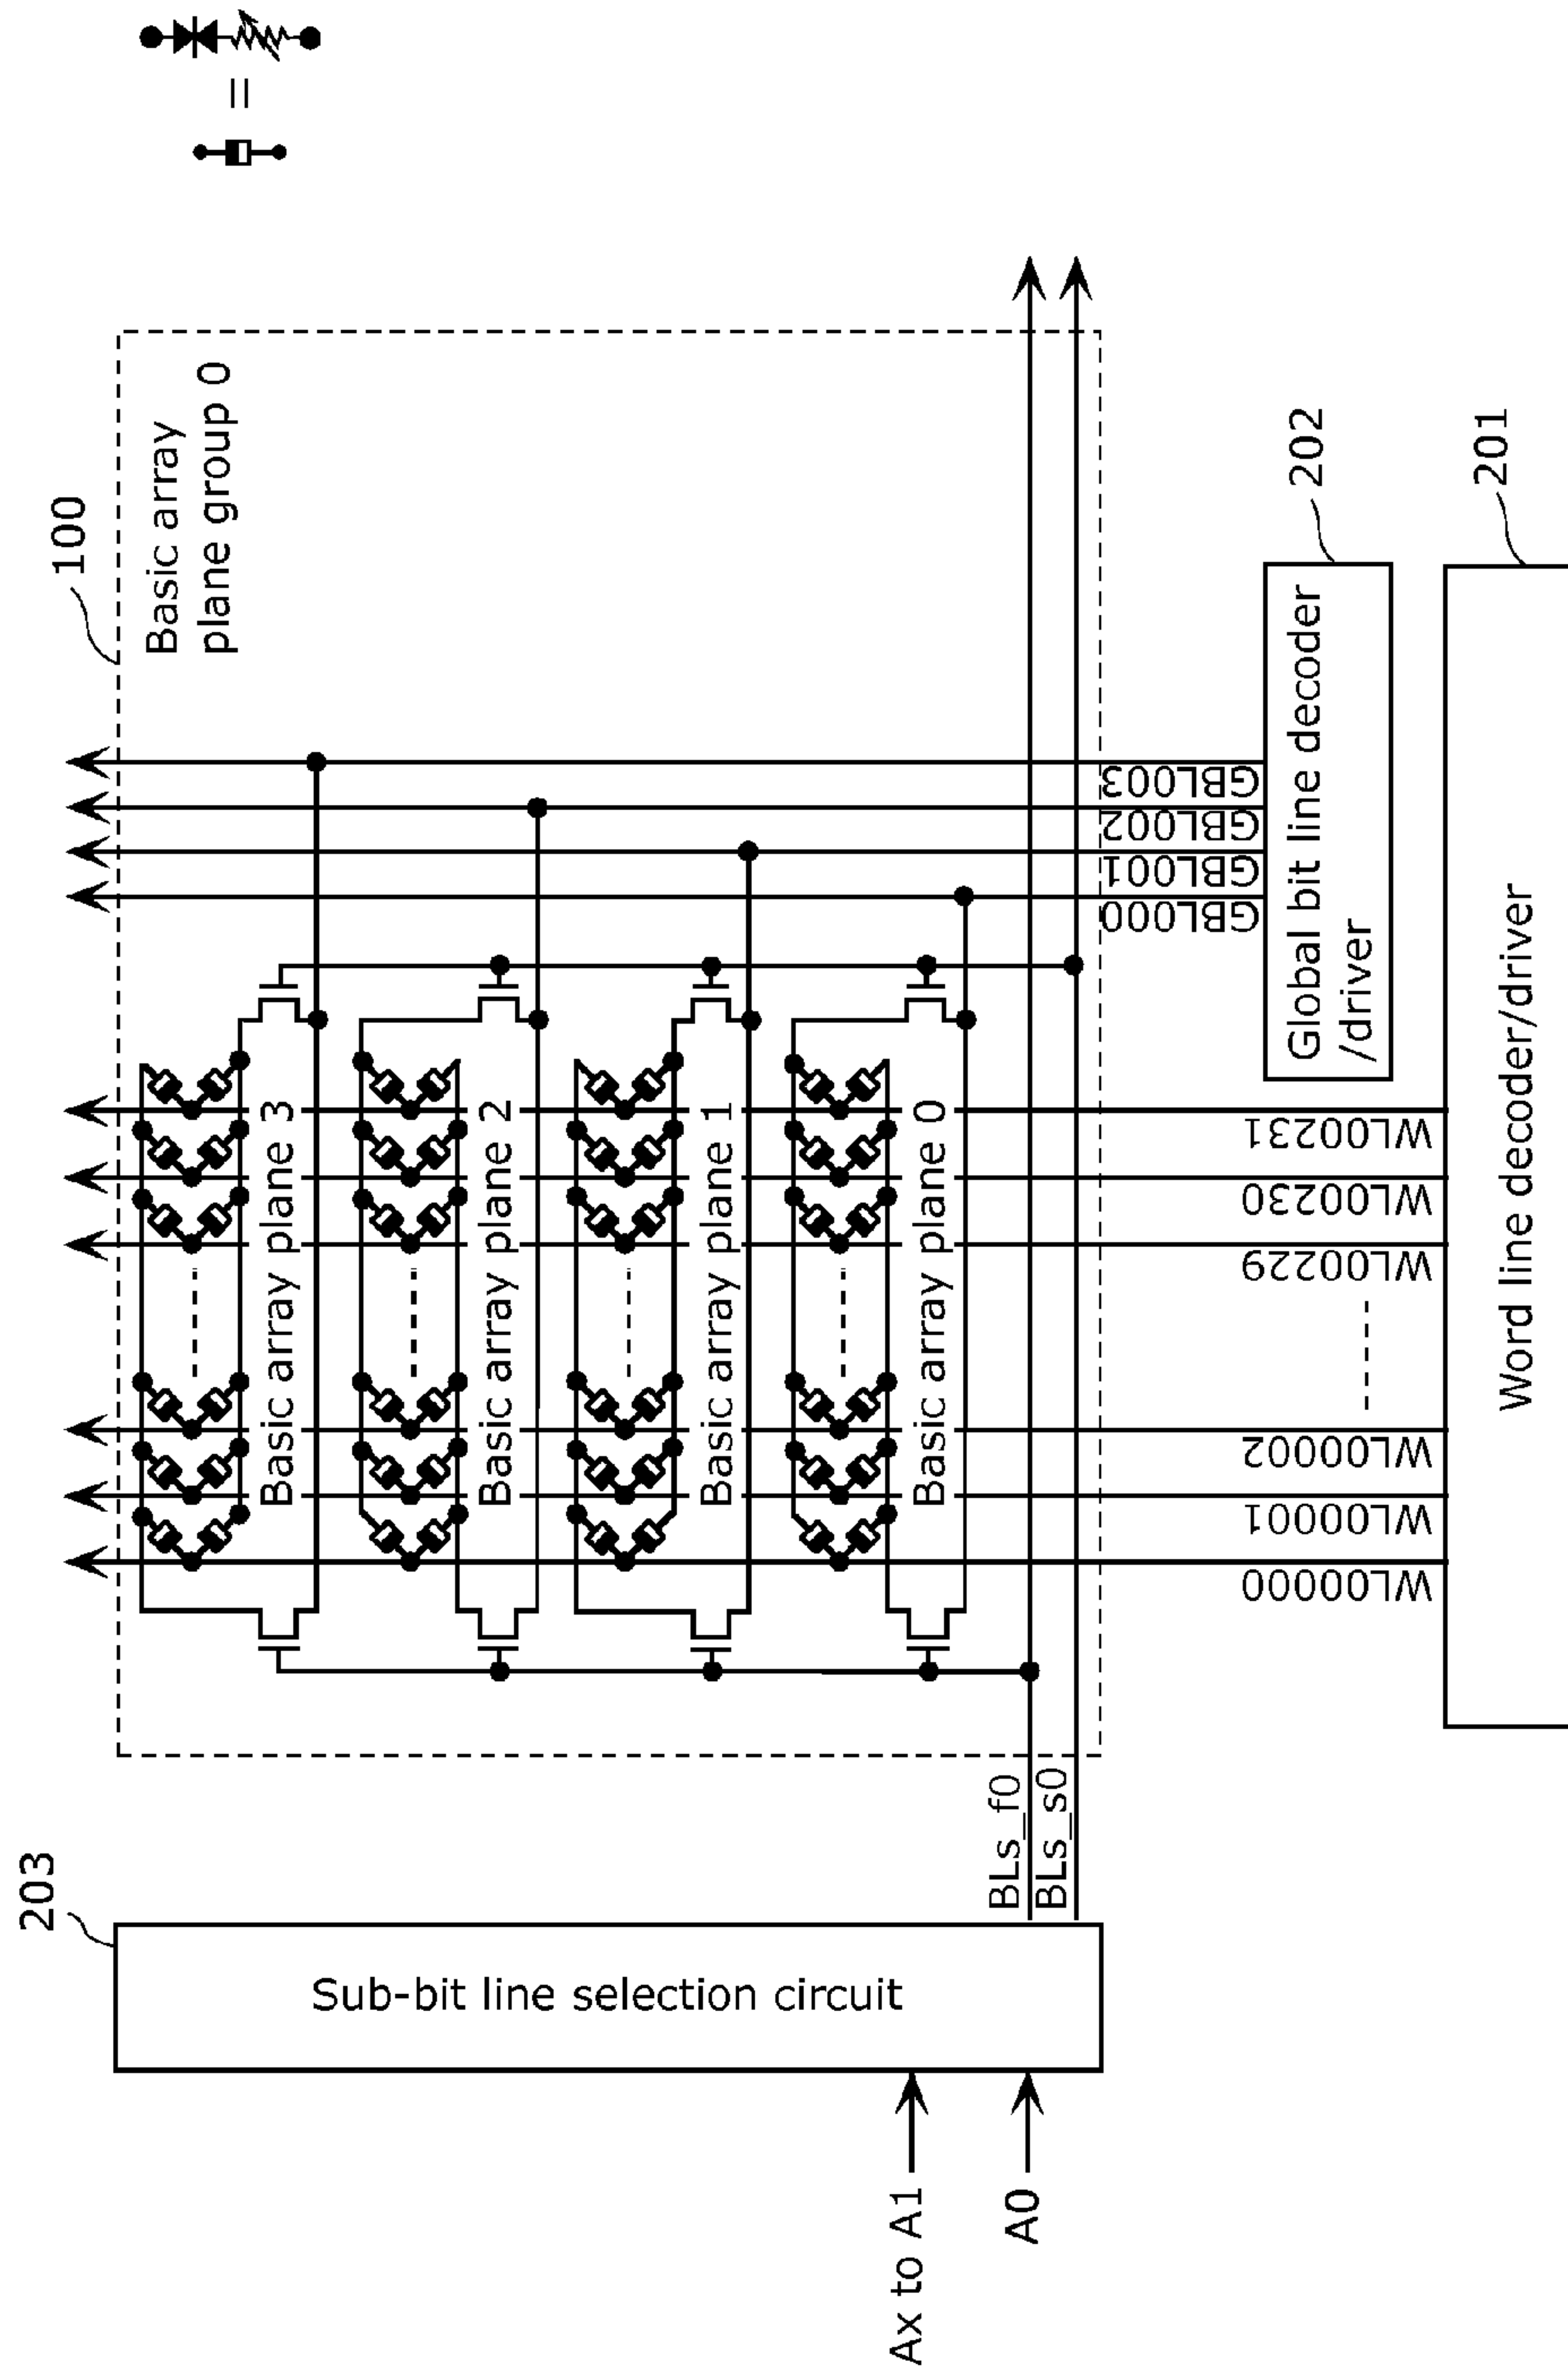 203
Sub-bit line selection circuit
Ax to A1
A0
BLs_f0
BLs_s0
100
Basic array
plane group 0
Basic array plane 3
Basic array plane 2
Basic array plane 1
Basic array plane 0
=
WL00000
WL00001
WL00002
WL00229
WL00230
WL00231
GBL000
GBL001
GBL002
GBL003
Global bit line decoder
/driver
202
Word line decoder/driver
201